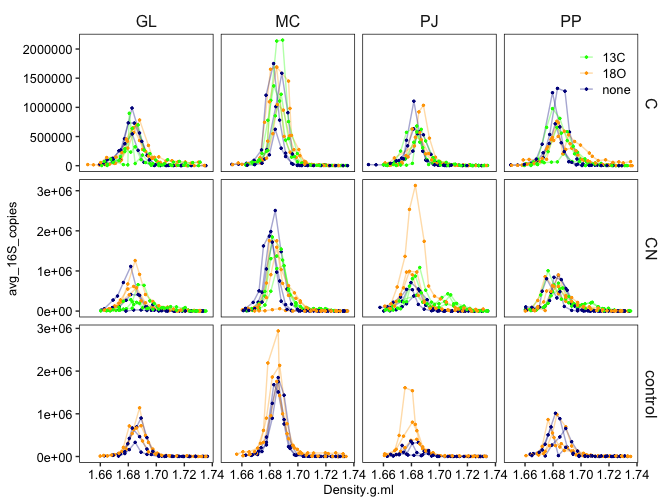 GL MC PJ PP
2000000
1500000
1000000
500000
0
13C
18O
none
C
3e+06
2e+06
1e+06
0e+00
CN
3e+06
2e+06
1e+06
0e+00
control
avg_16S_copies
1.66 1.68 1.70 1.72 1.74 1.66 1.68 1.70 1.72 1.74 1.66 1.68 1.70 1.72 1.74 1.66 1.68 1.70 1.72 1.74
Density.g.ml